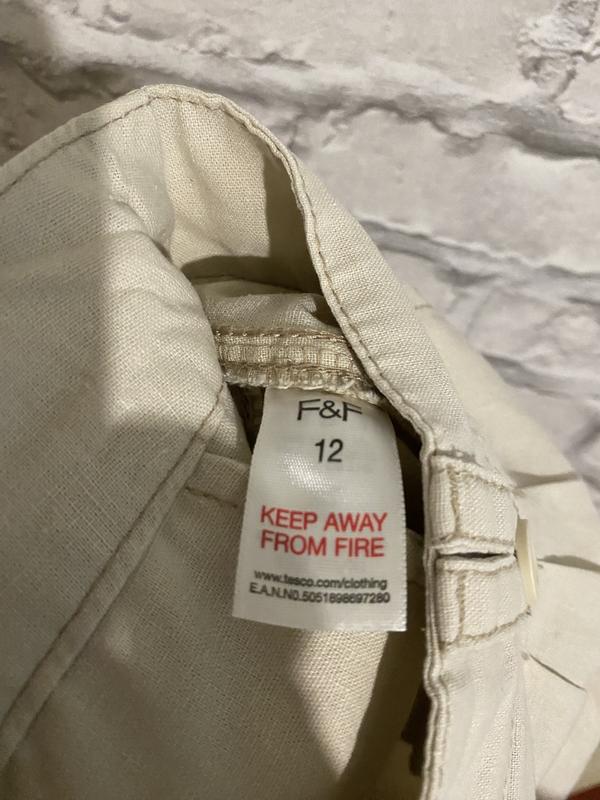 F&F
12
KEEP AWAY
FROM FIRE
www.tesco.com/clothing
E.A.N.NO.5051898697280